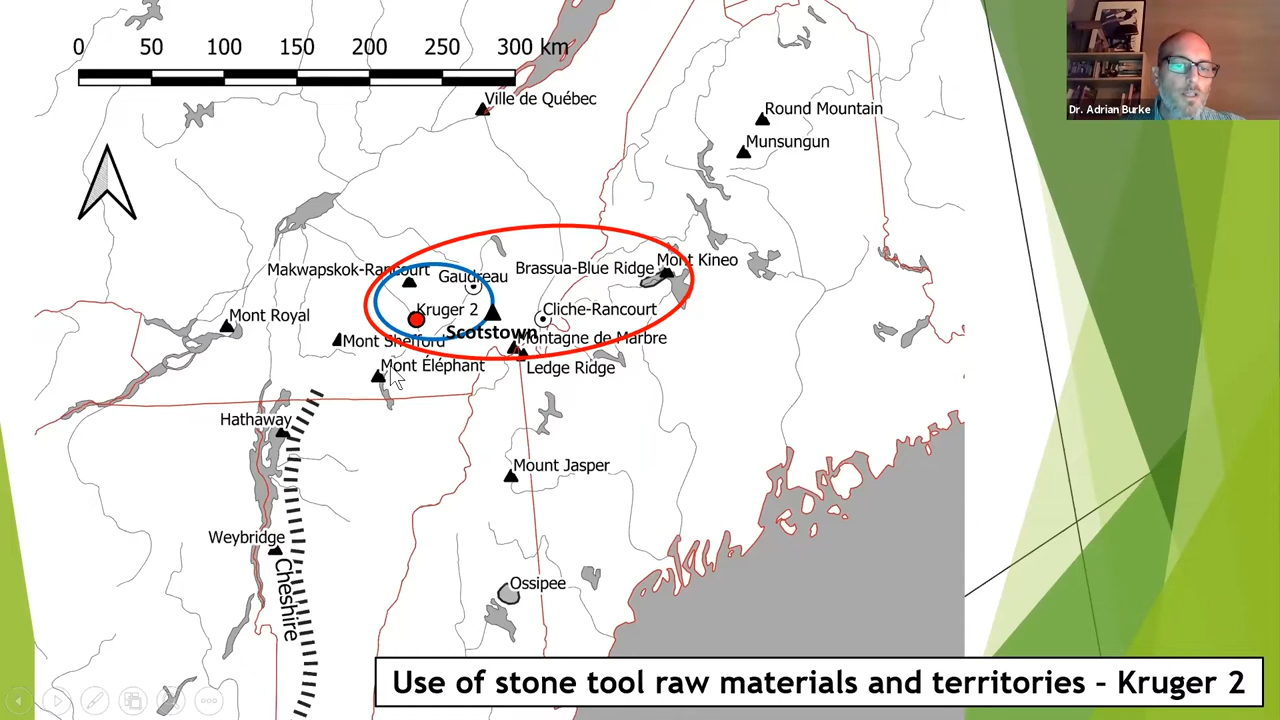 0 50 100 150 200 250 300 km
Ville de Québec
Round Mountain
Dr. Adrian Burke
Munsungun
Makwapskok-Rancourt
Gaudreau
Brassua-Blue Ridge
Mont Kineo
Kruger 2
Cliche-Rancourt
Mont Royal
Scotstown
Mont Shefford
Montagne de Marbre
Mont Éléphant
Ledge Ridge
Hathaway
Mount Jasper
Weybridge
Cheshire
Ossipee
Use of stone tool raw materials and territories - Kruger 2